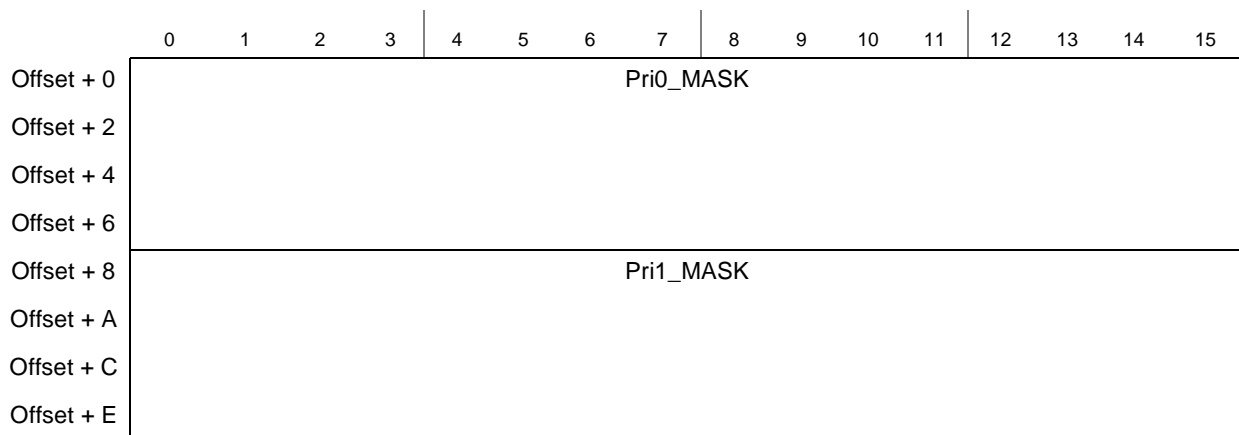 0 1 2 3 4 5 6 7 8 9 10 11 12 13 14 15
Offset + 0 Pri0_MASK
Offset + 2
Offset + 4
Offset + 6
Offset + 8 Pri1_MASK
Offset + A
Offset + C
Offset + E